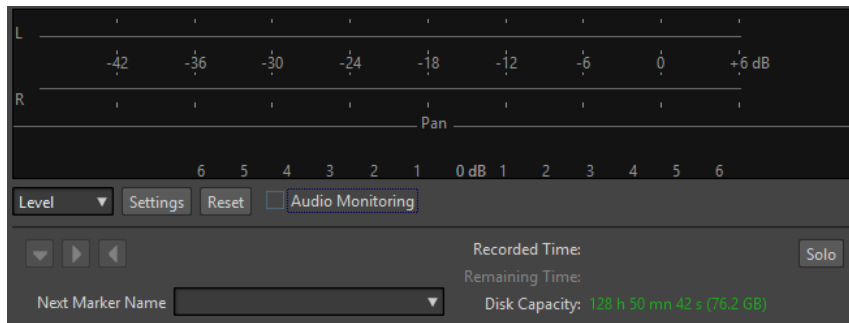 L
-42 -36 -30 -24 -18 -12 -6 0 +6 dB
R
Pan
6 5 4 3 2 1 0 dB 1 2 3 4 5 6
Level Settings Reset Audio Monitoring
Recorded Time: Solo
Remaining Time:
Next Marker Name Disk Capacity: 128 h 50 mn 42 s (76.2 GB)